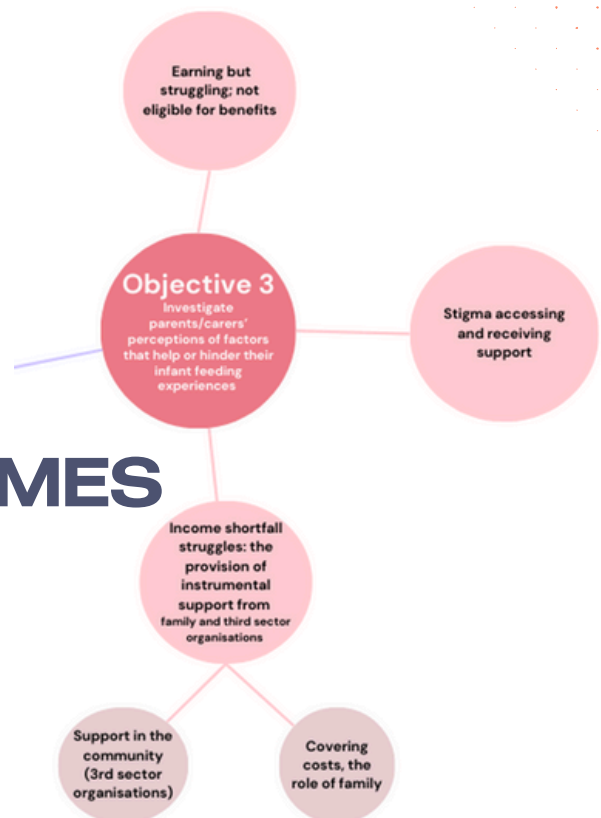 Earning but
struggling; not
eligible for benefits
Objective 3
Investigate
parents/carers'
perceptions of factors
that help or hinder their
infant feeding
experiences
Stigma accessing
and receiving
support
MES
Income shortfall
struggles: the
provision of
instrumental
support from
family and third sector
organisations
Support in the
community
(3rd sector
organisations)
Covering
costs, the
role of family